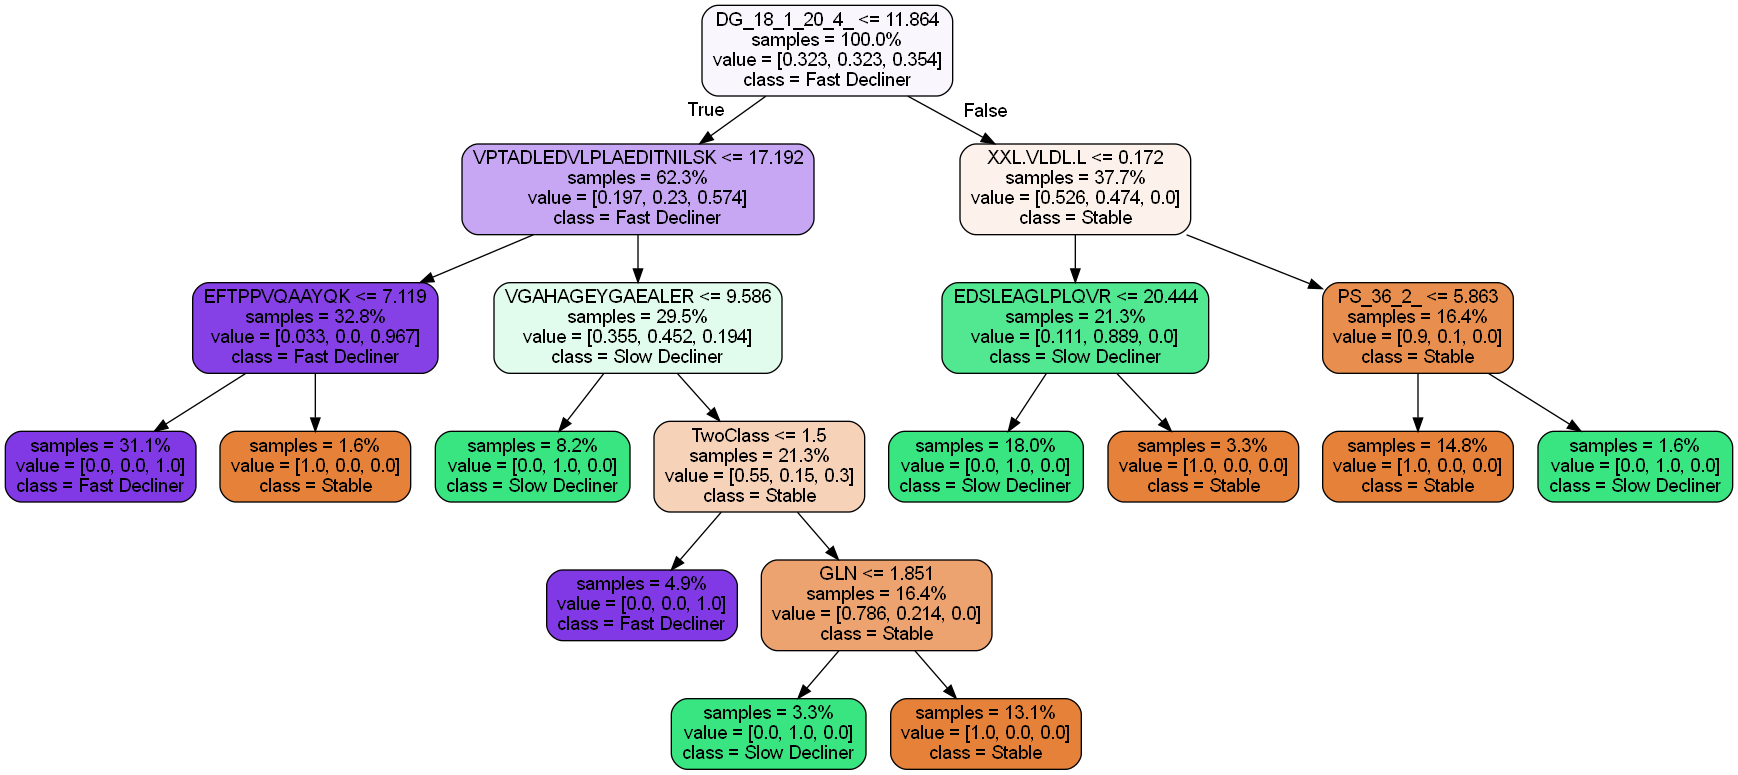 DG_18_1_20_4_ <= 11.864
samples = 100.0%
value = [0.323, 0.323, 0.354]
class = Fast Decliner
True
False
VPTADLEDVLPLAEDITNILSK <= 17.192
samples = 62.3%
value = [0.197, 0.23, 0.574]
class = Fast Decliner
XXL.VLDL.L <= 0.172
samples = 37.7%
value = [0.526, 0.474, 0.0]
class = Stable
EFTPPVQAAYQK <= 7.119
samples = 32.8%
value = [0.033, 0.0, 0.967]
class = Fast Decliner
VGAHAGEYGAEALER <= 9.586
samples = 29.5%
value = [0.355, 0.452, 0.194]
class = Slow Decliner
EDSLEAGLPLQVR <= 20.444
samples = 21.3%
value = [0.111, 0.889, 0.0]
class = Slow Decliner
PS_36_2_ <= 5.863
samples = 16.4%
value = [0.9, 0.1, 0.0]
class = Stable
samples = 31.1%
value = [0.0, 0.0, 1.0]
class = Fast Decliner
samples = 1.6%
value = [1.0, 0.0, 0.0]
class = Stable
samples = 8.2%
value = [0.0, 1.0, 0.0]
class = Slow Decliner
TwoClass <= 1.5
samples = 21.3%
value = [0.55, 0.15, 0.3]
class = Stable
samples = 18.0%
value = [0.0, 1.0, 0.0]
class = Slow Decliner
samples = 3.3%
value = [1.0, 0.0, 0.0]
class = Stable
samples = 14.8%
value = [1.0, 0.0, 0.0]
class = Stable
samples = 1.6%
value = [0.0, 1.0, 0.0]
class = Slow Decliner
samples = 4.9%
value = [0.0, 0.0, 1.0]
class = Fast Decliner
GLN <= 1.851
samples = 16.4%
value = [0.786, 0.214, 0.0]
class = Stable
samples = 3.3%
value = [0.0, 1.0, 0.0]
class = Slow Decliner
samples = 13.1%
value = [1.0, 0.0, 0.0]
class = Stable